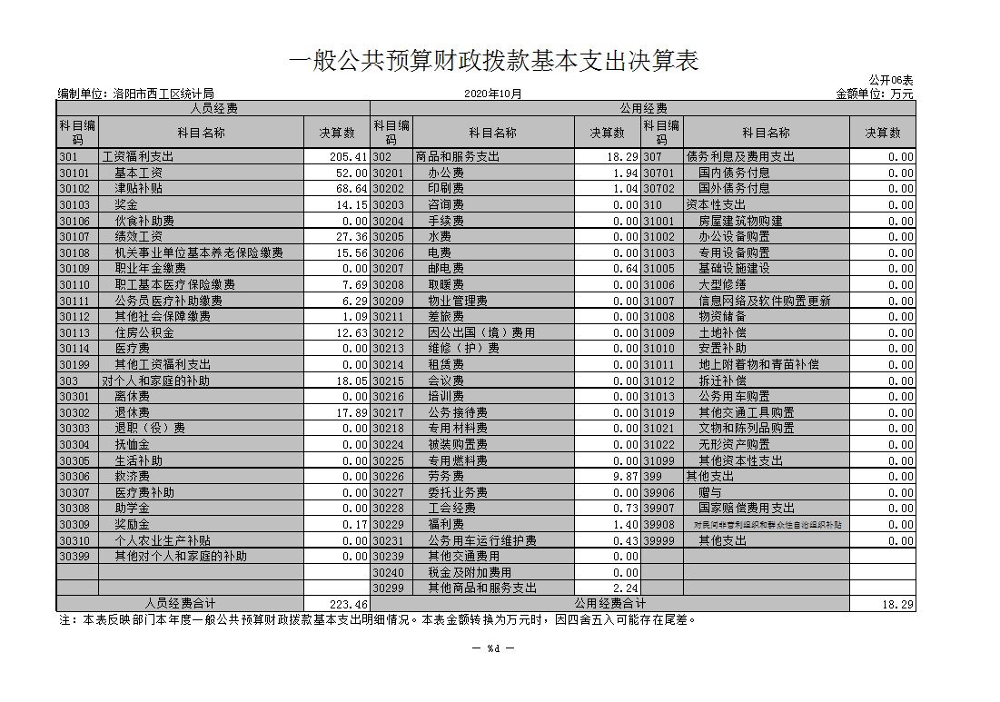 一般公共预算财政拨款基本支出决算表
公开06表
编制单位：洛阳市西工区统计局 2020年10月 金额单位：万元
人员经费 公用经费
科目编码 科目名称 决算数 科目编码 科目名称 决算数 科目编码 科目名称 决算数
301 工资福利支出 205.41 302 商品和服务支出 18.29 307 债务利息及费用支出 0.00
30101 基本工资 52.00 30201 办公费 1.94 30701 国内债务付息 0.00
30102 津贴补贴 68.64 30202 印刷费 1.04 30702 国外债务付息 0.00
30103 奖金 14.15 30203 咨询费 0.00 310 资本性支出 0.00
30106 伙食补助费 0.00 30204 手续费 0.00 31001 房屋建筑物购建 0.00
30107 绩效工资 27.36 30205 水费 0.00 31002 办公设备购置 0.00
30108 机关事业单位基本养老保险缴费 15.56 30206 电费 0.00 31003 专用设备购置 0.00
30109 职业年金缴费 0.00 30207 邮电费 0.64 31005 基础设施建设 0.00
30110 职工基本医疗保险缴费 7.69 30208 取暖费 0.00 31006 大型修缮 0.00
30111 公务员医疗补助缴费 6.29 30209 物业管理费 0.00 31007 信息网络及软件购置更新 0.00
30112 其他社会保障缴费 1.09 30211 差旅费 0.00 31008 物资储备 0.00
30113 住房公积金 12.63 30212 因公出国（境）费用 0.00 31009 土地补偿 0.00
30114 医疗费 0.00 30213 维修（护）费 0.00 31010 安置补助 0.00
30199 其他工资福利支出 0.00 30214 租赁费 0.00 31011 地上附着物和青苗补偿 0.00
303 对个人和家庭的补助 18.05 30215 会议费 0.00 31012 拆迁补偿 0.00
30301 离休费 0.00 30216 培训费 0.00 31013 公务用车购置 0.00
30302 退休费 17.89 30217 公务接待费 0.00 31019 其他交通工具购置 0.00
30303 退职（役）费 0.00 30218 专用材料费 0.00 31021 文物和陈列品购置 0.00
30304 抚恤金 0.00 30224 被装购置费 0.00 31022 无形资产购置 0.00
30305 生活补助 0.00 30225 专用燃料费 0.00 31099 其他资本性支出 0.00
30306 救济费 0.00 30226 劳务费 9.87 399 其他支出 0.00
30307 医疗费补助 0.00 30227 委托业务费 0.00 39906 赠与 0.00
30308 助学金 0.00 30228 工会经费 0.73 39907 国家赔偿费用支出 0.00
30309 奖励金 0.17 30229 福利费 1.40 39908 对民间非营利组织和群众性自治组织补贴 0.00
30310 个人农业生产补贴 0.00 30231 公务用车运行维护费 0.43 39999 其他支出 0.00
30399 其他对个人和家庭的补助 0.00 30239 其他交通费用 0.00
30240 税金及附加费用 0.00
30299 其他商品和服务支出 2.24
人员经费合计 223.46 公用经费合计 18.29
注：本表反映部门本年度一般公共预算财政拨款基本支出明细情况。本表金额转换为万元时，因四舍五入可能存在尾差。
— %d —